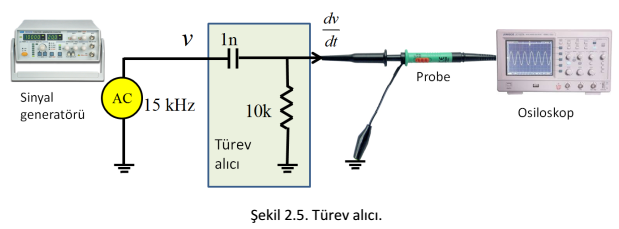 v
1n
dv
dt
Probe
Sinyal
generatörü
AC
15 kHz
10k
Türev
alıcı
Osiloskop
Şekil 2.5. Türev alıcı.